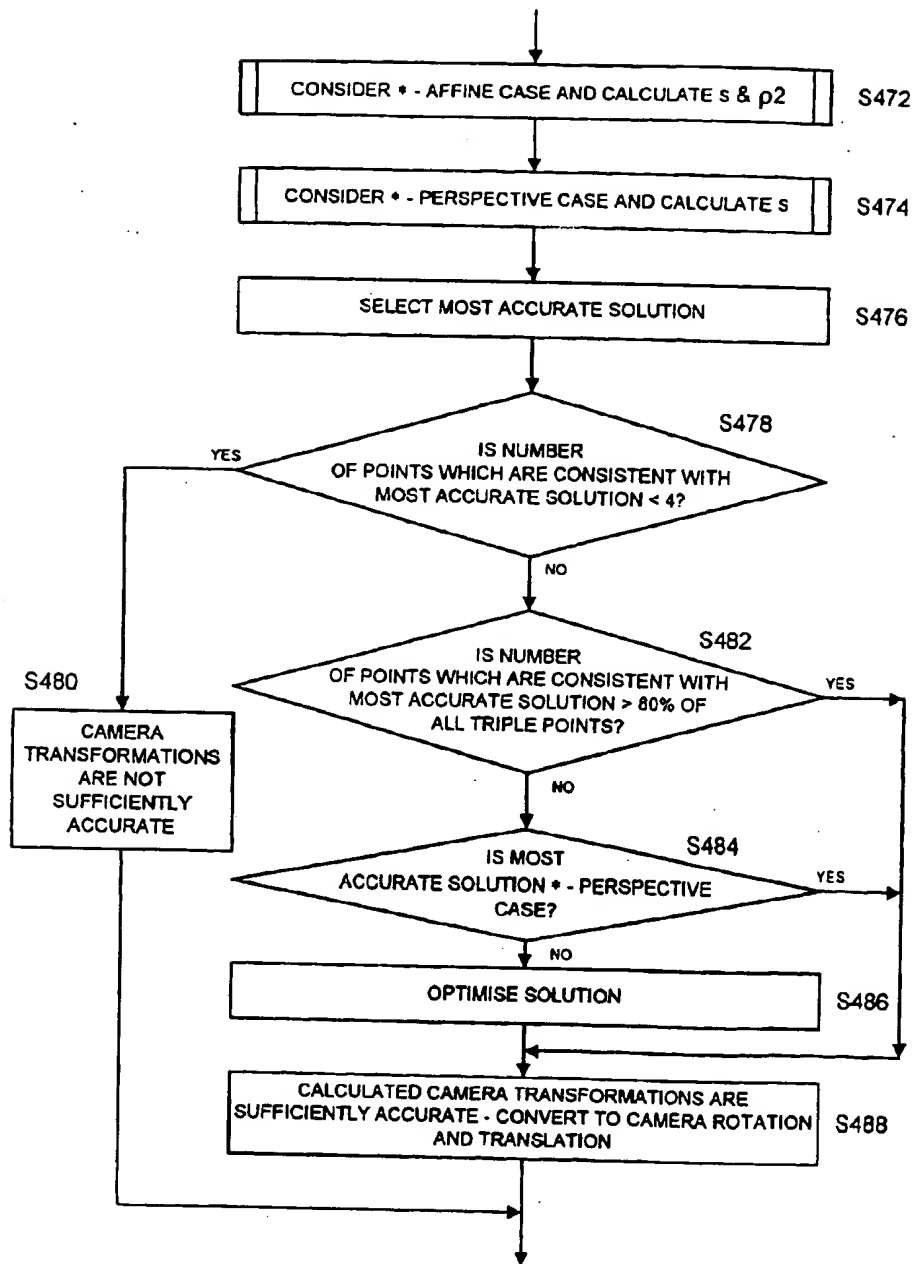 CONSIDER * - AFFINE CASE AND CALCULATE s & ρ2
S472
CONSIDER * - PERSPECTIVE CASE AND CALCULATE s
S474
SELECT MOST ACCURATE SOLUTION
S476
S478
YES
IS NUMBER
OF POINTS WHICH ARE CONSISTENT WITH
MOST ACCURATE SOLUTION < 4?
NO
S482
IS NUMBER
OF POINTS WHICH ARE CONSISTENT WITH
MOST ACCURATE SOLUTION > 80% OF
ALL TRIPLE POINTS?
YES
S480
CAMERA
TRANSFORMATIONS
ARE NOT
SUFFICIENTLY
ACCURATE
NO
S484
IS MOST
ACCURATE SOLUTION * - PERSPECTIVE
CASE?
YES
NO
OPTIMISE SOLUTION
S486
CALCULATED CAMERA TRANSFORMATIONS ARE
SUFFICIENTLY ACCURATE - CONVERT TO CAMERA ROTATION
AND TRANSLATION
S488